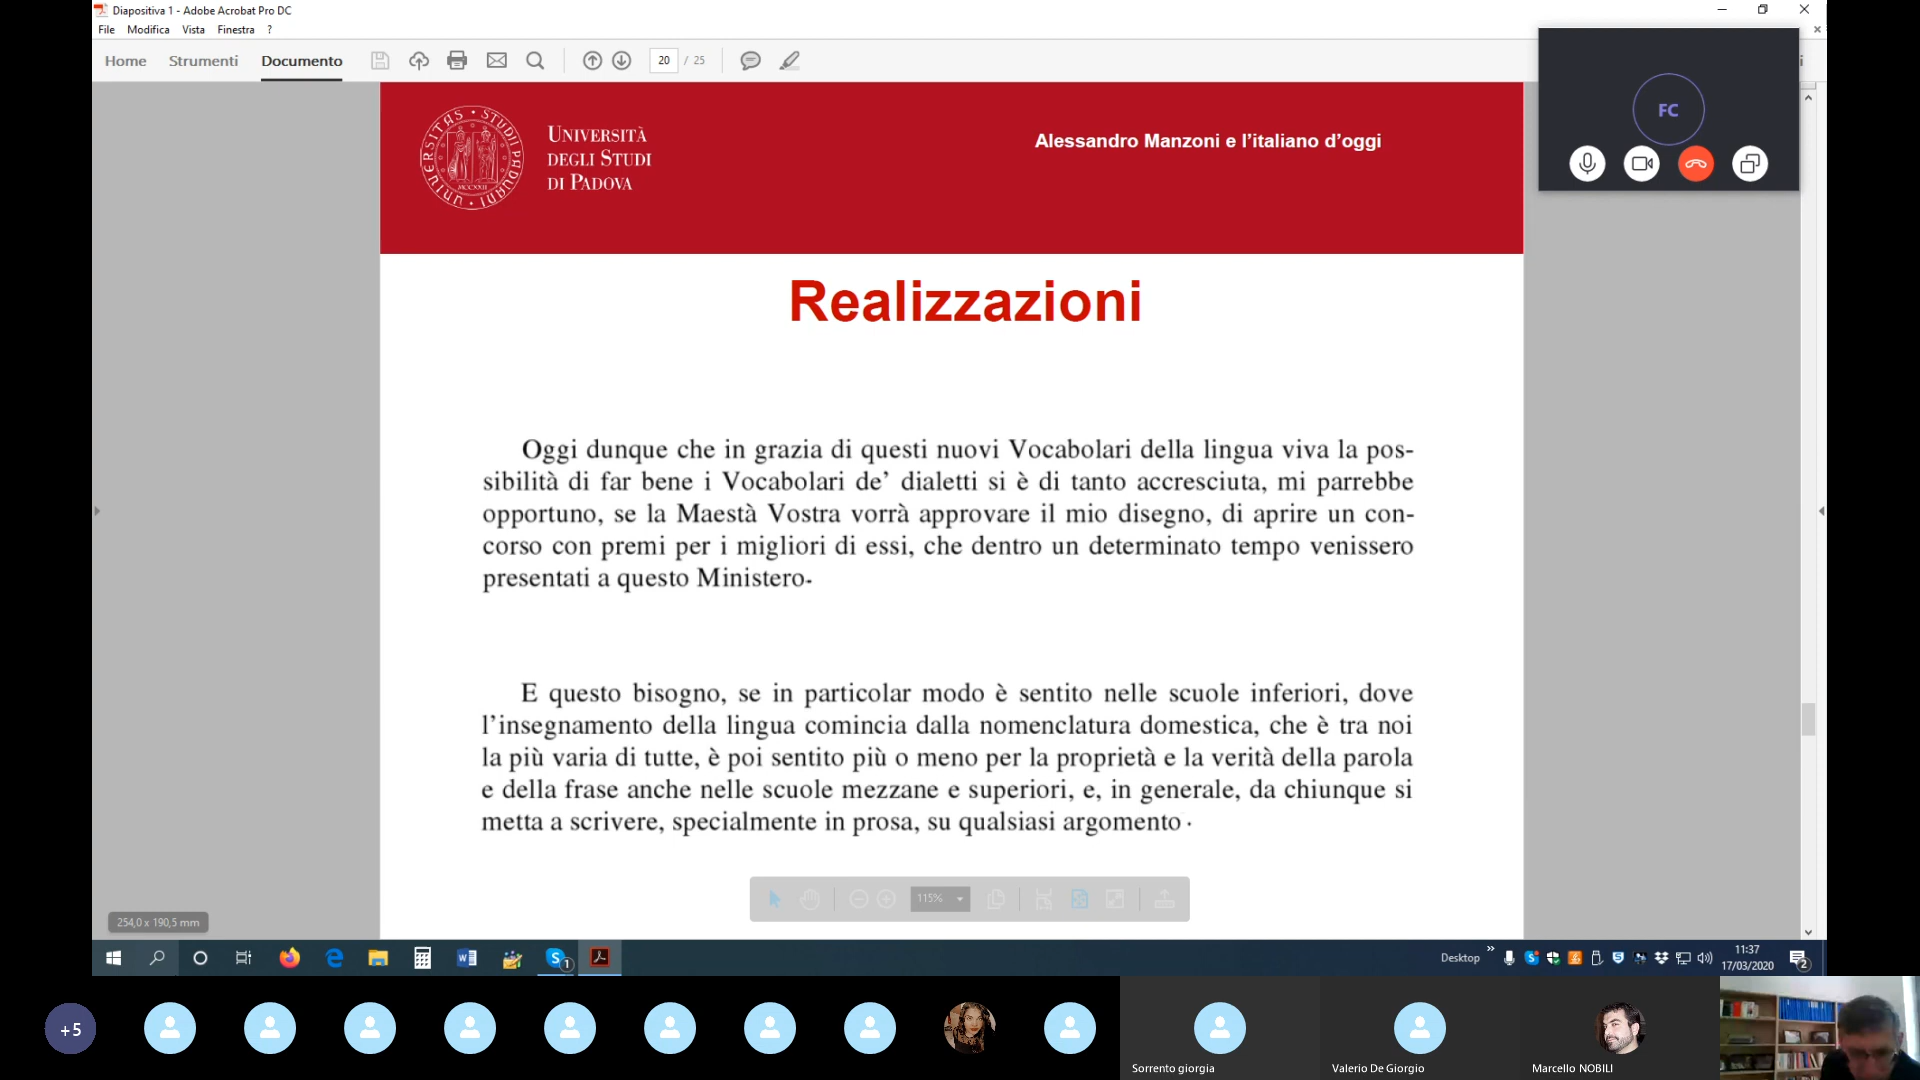 Diapositiva 1 - Adobe Acrobat Pro DC
File Modifica Vista Finestra ?
Home Strumenti Documento 20 / 25
UNIVERSITAS STUDII PADUANI
MCCXXII
UNIVERSITÀ
DEGLI STUDI
DI PADOVA
Alessandro Manzoni e l'italiano d'oggi
FC
Realizzazioni
Oggi dunque che in grazia di questi nuovi Vocabolari della lingua viva la pos-
sibilità di far bene i Vocabolari de' dialetti si è di tanto accresciuta, mi parrebbe
opportuno, se la Maestà Vostra vorrà approvare il mio disegno, di aprire un con-
corso con premi per i migliori di essi, che dentro un determinato tempo venissero
presentati a questo Ministero.
E questo bisogno, se in particolar modo è sentito nelle scuole inferiori, dove
l'insegnamento della lingua comincia dalla nomenclatura domestica, che è tra noi
la più varia di tutte, è poi sentito più o meno per la proprietà e la verità della parola
e della frase anche nelle scuole mezzane e superiori, e, in generale, da chiunque si
metta a scrivere, specialmente in prosa, su qualsiasi argomento.
115%
254,0 x 190,5 mm
Desktop
11:37
17/03/2020
2
1
+5
Sorrento giorgia
Valerio De Giorgio
Marcello NOBILI